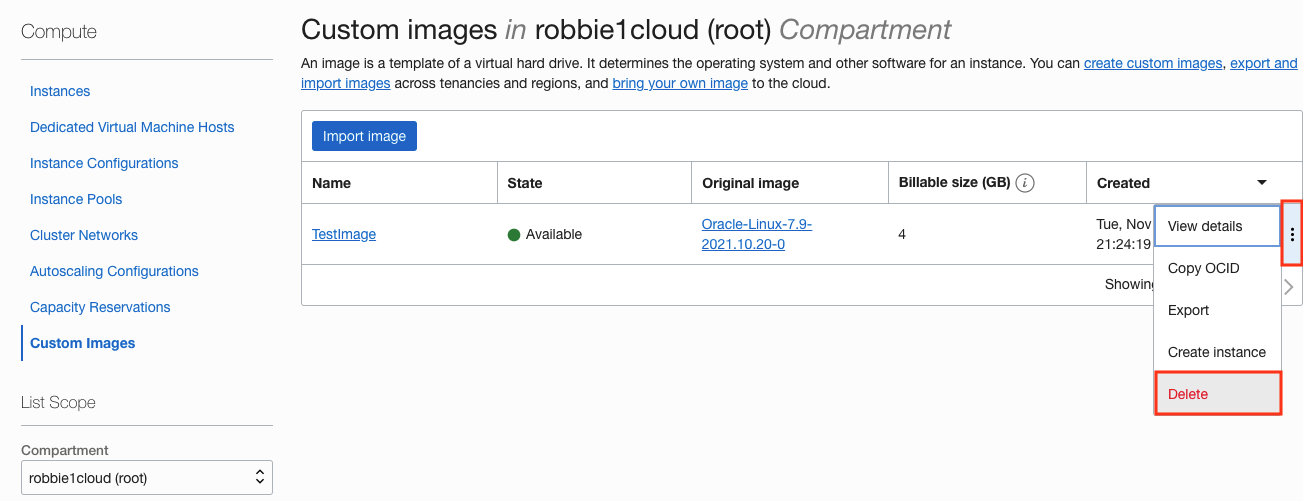 Compute
Instances
Dedicated Virtual Machine Hosts
Instance Configurations
Instance Pools
Cluster Networks
Autoscaling Configurations
Capacity Reservations
Custom Images
List Scope
Compartment
robbie1cloud (root)
Custom images in robbie1cloud (root) Compartment
An image is a template of a virtual hard drive. It determines the operating system and other software for an instance. You can create custom images, export and
import images across tenancies and regions, and bring your own image to the cloud.
Import image
Name State Original image Billable size (GB) i Created
TestImage Available Oracle-Linux-7.9- 4 Tue, Nov
2021.10.20-0 21:24:19
Showing
View details
Copy OCID
Export
Create instance
Delete